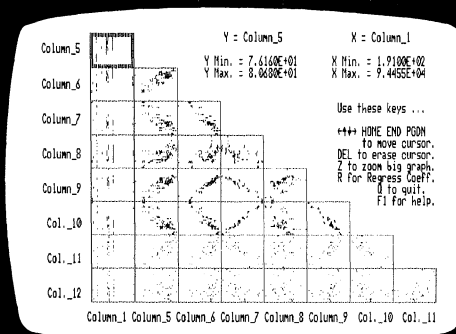 Y = Column_5 X = Column_1
Column_5
Y Min. = 7.6160E+01 X Min. = 1.9100E+02
Y Max. = 8.0680E+01 X Max. = 9.4455E+04
Column_6
Use these keys ...
Column_7
←↑↓→ HOME END PGDN
to move cursor.
Column_8
DEL to erase cursor.
Z to zoom big graph.
R for Regress Coeff.
Column_9
Q to quit.
F1 for help.
Col._10
Col._11
Col._12
Column_1 Column_5 Column_6 Column_7 Column_8 Column_9 Col._10 Col._11